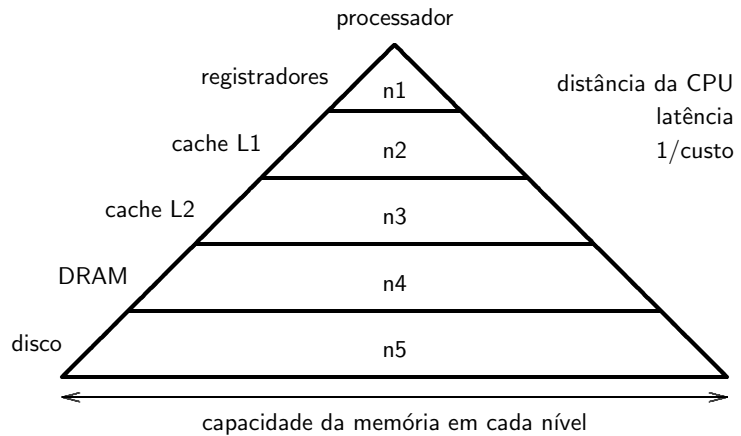 processador
registradores
n1
distância da CPU
latência
1/custo
cache L1
n2
cache L2
n3
DRAM
n4
disco
n5
capacidade da memória em cada nível